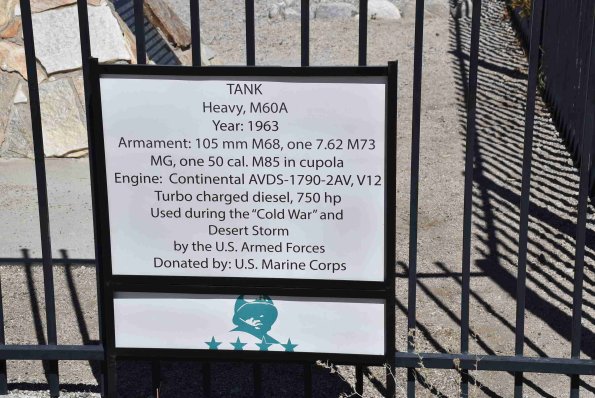 TANK
Heavy, M60A
Year: 1963
Armament: 105 mm M68, one 7.62 M73
MG, one 50 cal. M85 in cupola
Engine: Continental AVDS-1790-2AV, V12
Turbo charged diesel, 750 hp
Used during the "Cold War" and
Desert Storm
by the U.S. Armed Forces
Donated by: U.S. Marine Corps